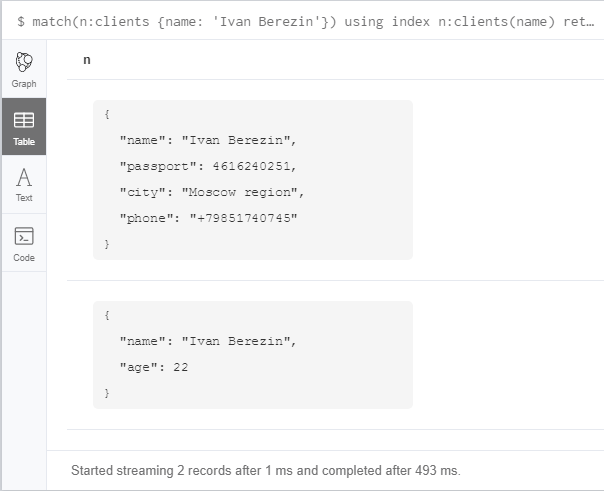 $ match(n:clients {name: 'Ivan Berezin'}) using index n:clients(name) ret…
n
Graph
Table
Text
Code
{
"name": "Ivan Berezin",
"passport": 4616240251,
"city": "Moscow region",
"phone": "+79851740745"
}
{
"name": "Ivan Berezin",
"age": 22
}
Started streaming 2 records after 1 ms and completed after 493 ms.